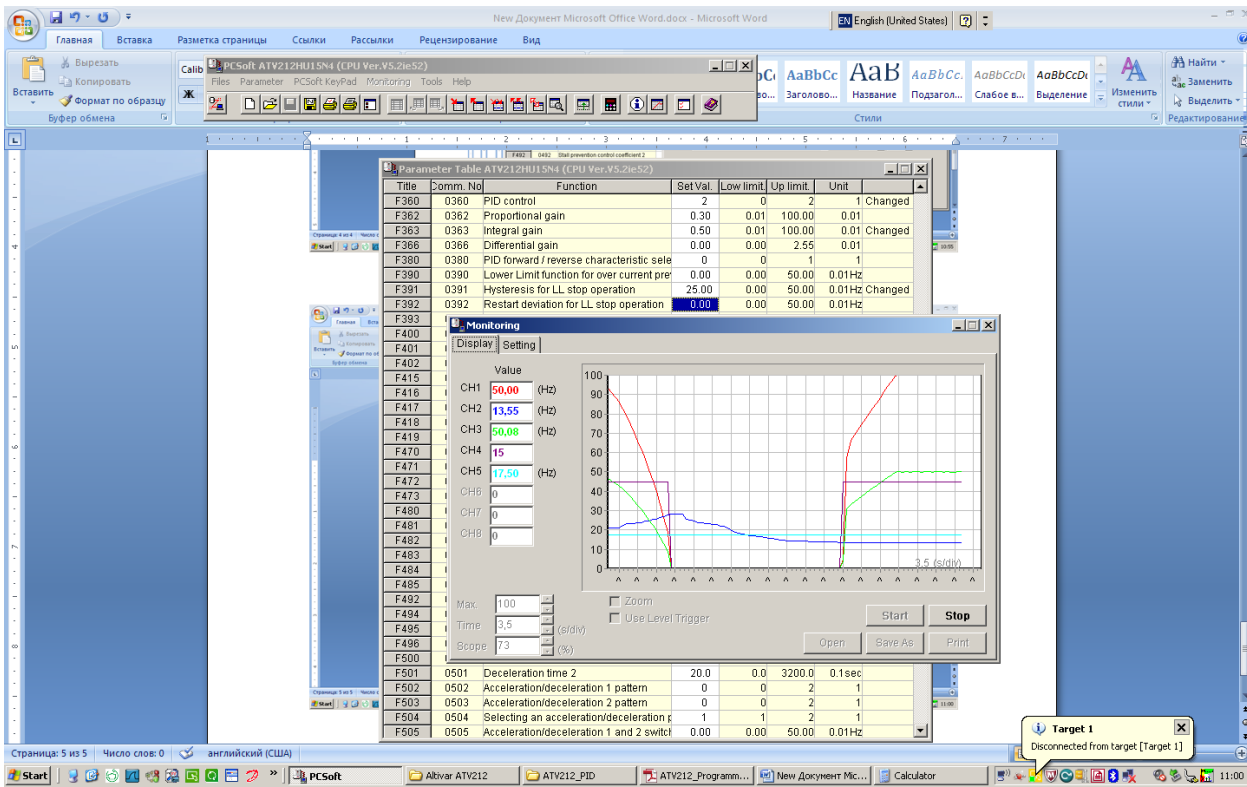 New Документ Microsoft Office Word.docx - Microsoft Word
EN English (United States)
Главная Вставка Разметка страницы Ссылки Рассылки Рецензирование Вид
Вырезать
Копировать
Формат по образцу
Вставить
Буфер обмена
Calib
Ж
PCSoft ATV212HU15N4 (CPU Ver.V5.2ie52)
Files Parameter PCSoft KeyPad Monitoring Tools Help
AaBbCc AaB AaBbCc. AaBbCcDc AaBbCcDc
Заголово... Название Подзагол... Слабое в... Выделение
Изменить стили
Стили
Найти
Заменить
Выделить
Редактирование
F492 0492 Stall prevention control coefficient 2
Parameter Table ATV212HU15N4 (CPU Ver.V5.2ie52)
Title Comm. No Function Set Val. Low limit. Up limit. Unit
F360 0360 PID control 2 0 2 1 Changed
F362 0362 Proportional gain 0.30 0.01 100.00 0.01
F363 0363 Integral gain 0.50 0.01 100.00 0.01 Changed
F366 0366 Differential gain 0.00 0.00 2.55 0.01
F380 0380 PID forward / reverse characteristic sele 0 0 1 1
F390 0390 Lower Limit function for over current pre 0.00 0.00 50.00 0.01Hz
F391 0391 Hysteresis for LL stop operation 25.00 0.00 50.00 0.01Hz Changed
F392 0392 Restart deviation for LL stop operation 0.00 0.00 50.00 0.01Hz
F393
F400
F401
F402
F415
F416
F417
F418
F419
F470
F471
F472
F473
F480
F481
F482
F483
F484
F485
F492
F494
F495
F496
F500
Monitoring
Display Setting
Value
CH1 50,00 (Hz)
CH2 13,55 (Hz)
CH3 50,08 (Hz)
CH4 15
CH5 17,50 (Hz)
CH6 0
CH7 0
CH8 0
100
90
80
70
60
50
40
30
20
10
0
3.5 (s/div)
Max. 100
Time 3,5 (s/div)
Scope 73 (%)
Zoom
Use Level Trigger
Start Stop
Open Save As Print
F501 0501 Deceleration time 2 20.0 0.0 3200.0 0.1sec
F502 0502 Acceleration/deceleration 1 pattern 0 0 2 1
F503 0503 Acceleration/deceleration 2 pattern 0 0 2 1
F504 0504 Selecting an acceleration/deceleration p 1 1 2 1
F505 0505 Acceleration/deceleration 1 and 2 switch 0.00 0.00 50.00 0.01Hz
Target 1
Disconnected from target [Target 1]
Страница: 5 из 5 Число слов: 0 английский (США)
Start PCSoft Altivar ATV212 ATV212_PID ATV212_Programm... New Документ Mic... Calculator 11:00